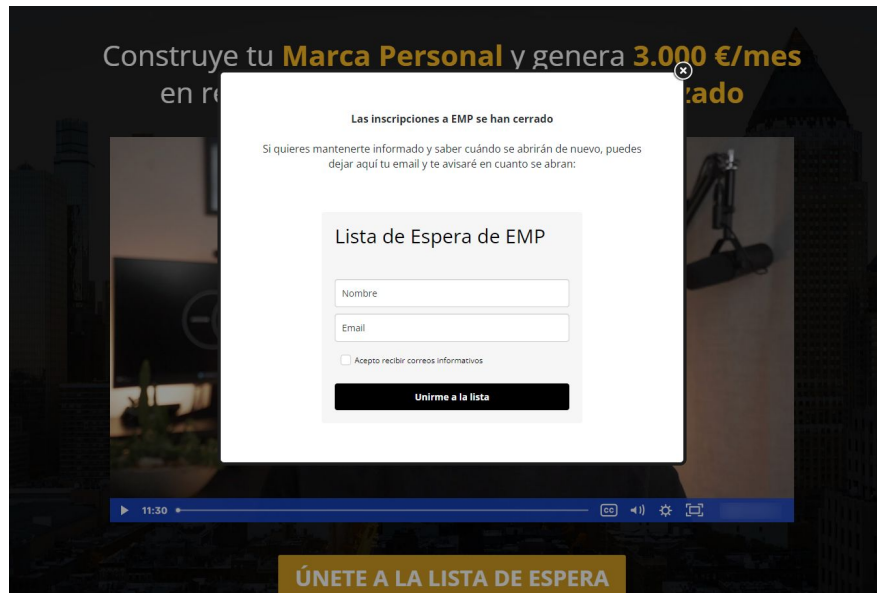 Construye tu Marca Personal y genera 3.000 €/mes
en
Las inscripciones a EMP se han cerrado
Si quieres mantenerte informado y saber cuándo se abrirán de nuevo, puedes
dejar aquí tu email y te avisaré en cuanto se abran:
Lista de Espera de EMP
Nombre
Email
Acepto recibir correos informativos
Unirme a la lista
11:30
CC
ÚNETE A LA LISTA DE ESPERA